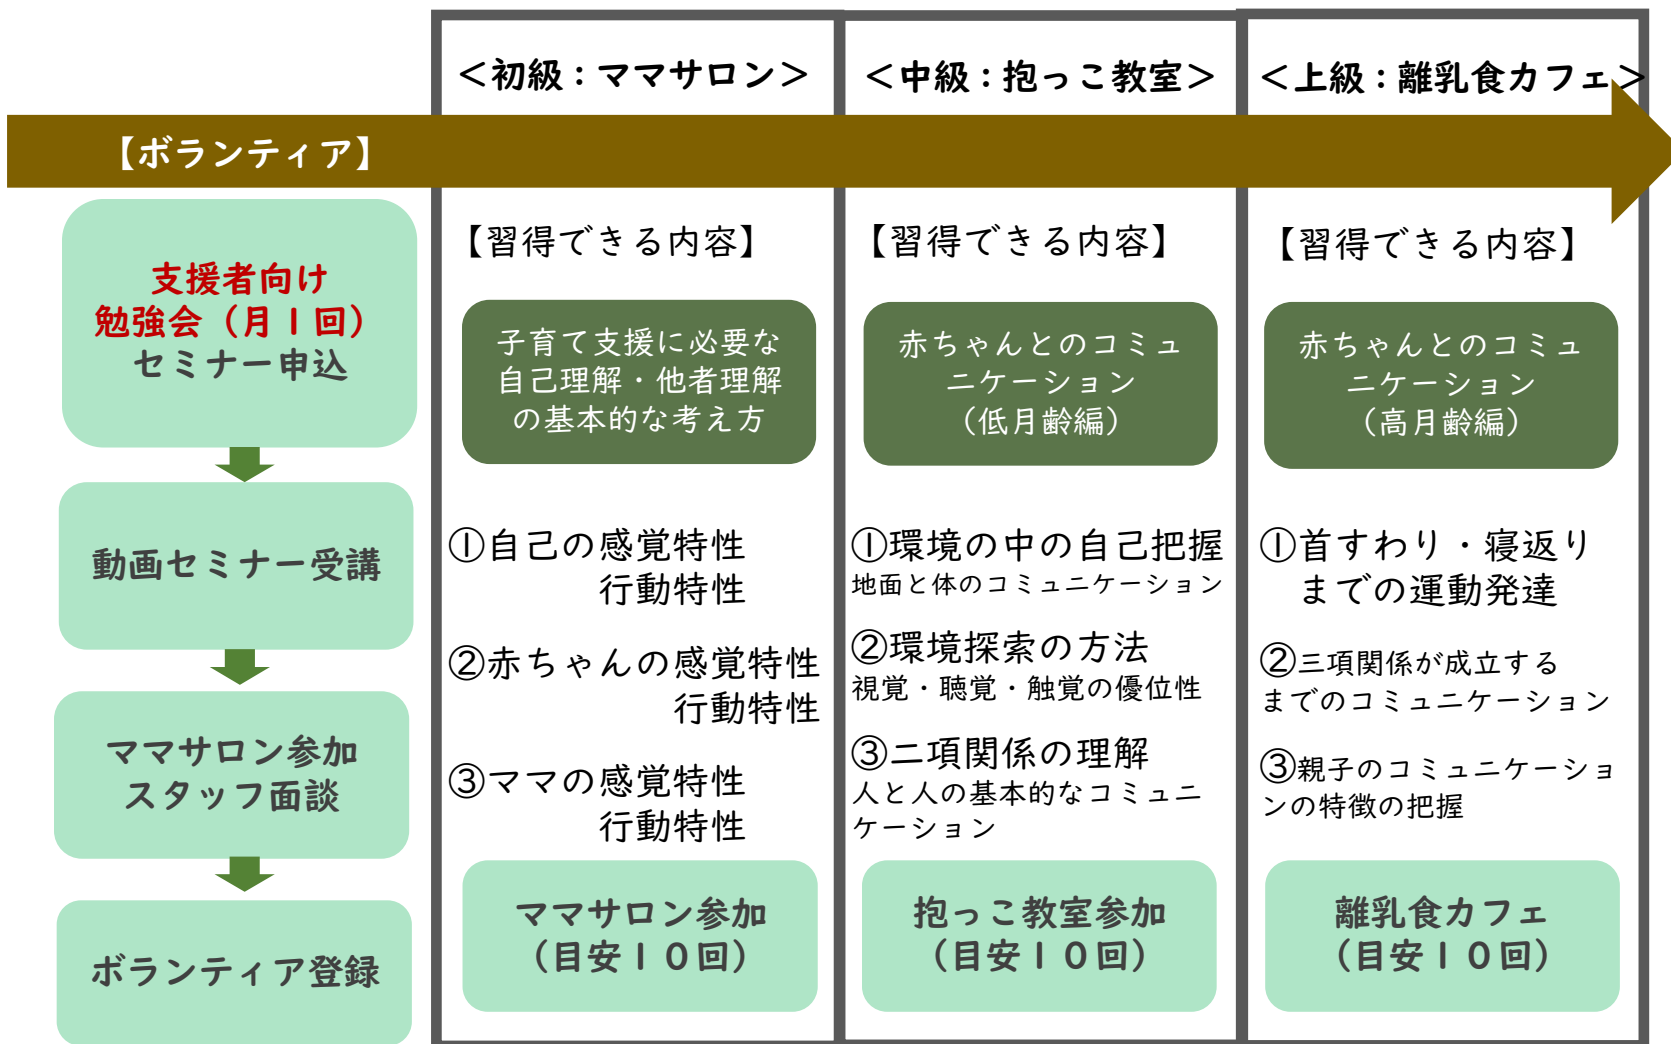 ＜初級：ママサロン＞
＜中級：抱っこ教室＞
＜上級：離乳食カフェ＞
【ボランティア】
支援者向け
勉強会（月１回）
セミナー申込
動画セミナー受講
ママサロン参加
スタッフ面談
ボランティア登録
【習得できる内容】
子育て支援に必要な
自己理解・他者理解
の基本的な考え方
①自己の感覚特性
行動特性
②赤ちゃんの感覚特性
行動特性
③ママの感覚特性
行動特性
ママサロン参加
（目安１０回）
【習得できる内容】
赤ちゃんとのコミュ
ニケーション
（低月齢編）
①環境の中の自己把握
地面と体のコミュニケーション
②環境探索の方法
視覚・聴覚・触覚の優位性
③二項関係の理解
人と人の基本的なコミュニ
ケーション
抱っこ教室参加
（目安１０回）
【習得できる内容】
赤ちゃんとのコミュ
ニケーション
（高月齢編）
①首すわり・寝返り
までの運動発達
②三項関係が成立する
までのコミュニケーション
③親子のコミュニケーショ
ンの特徴の把握
離乳食カフェ
（目安１０回）